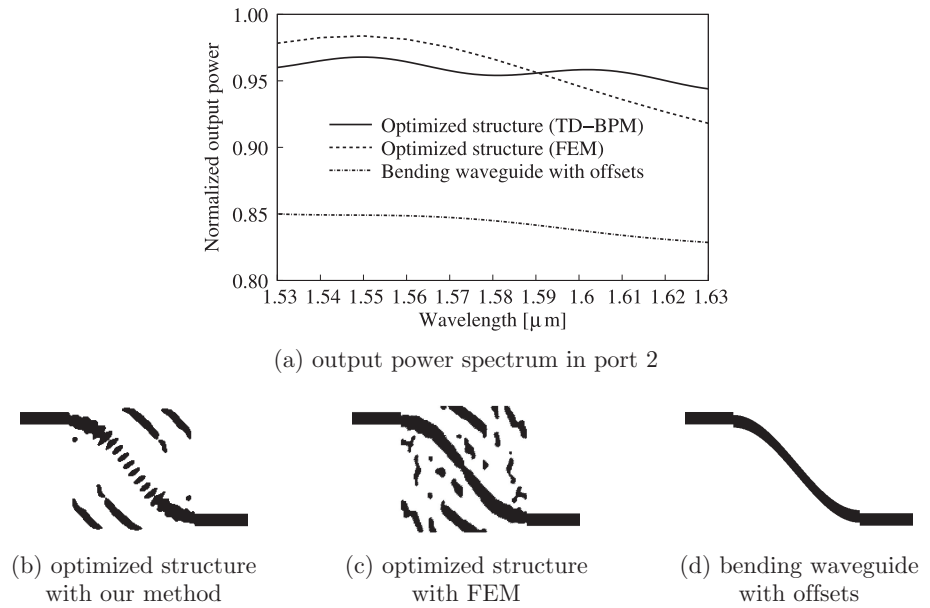 1.00
0.95
0.90
0.85
0.80
Normalized output power
Optimized structure (TD–BPM)
Optimized structure (FEM)
Bending waveguide with offsets
1.53 1.54 1.55 1.56 1.57 1.58 1.59 1.6 1.61 1.62 1.63
Wavelength [μm]
(a) output power spectrum in port 2
(b) optimized structure
with our method
(c) optimized structure
with FEM
(d) bending waveguide
with offsets